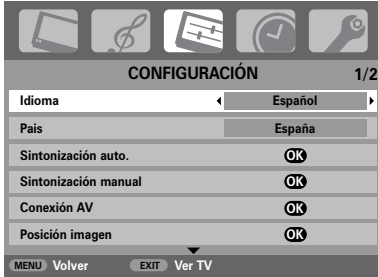 CONFIGURACIÓN 1/2
Idioma Español
Pais España
Sintonización auto. OK
Sintonización manual OK
Conexión AV OK
Posición imagen OK
MENU Volver EXIT Ver TV